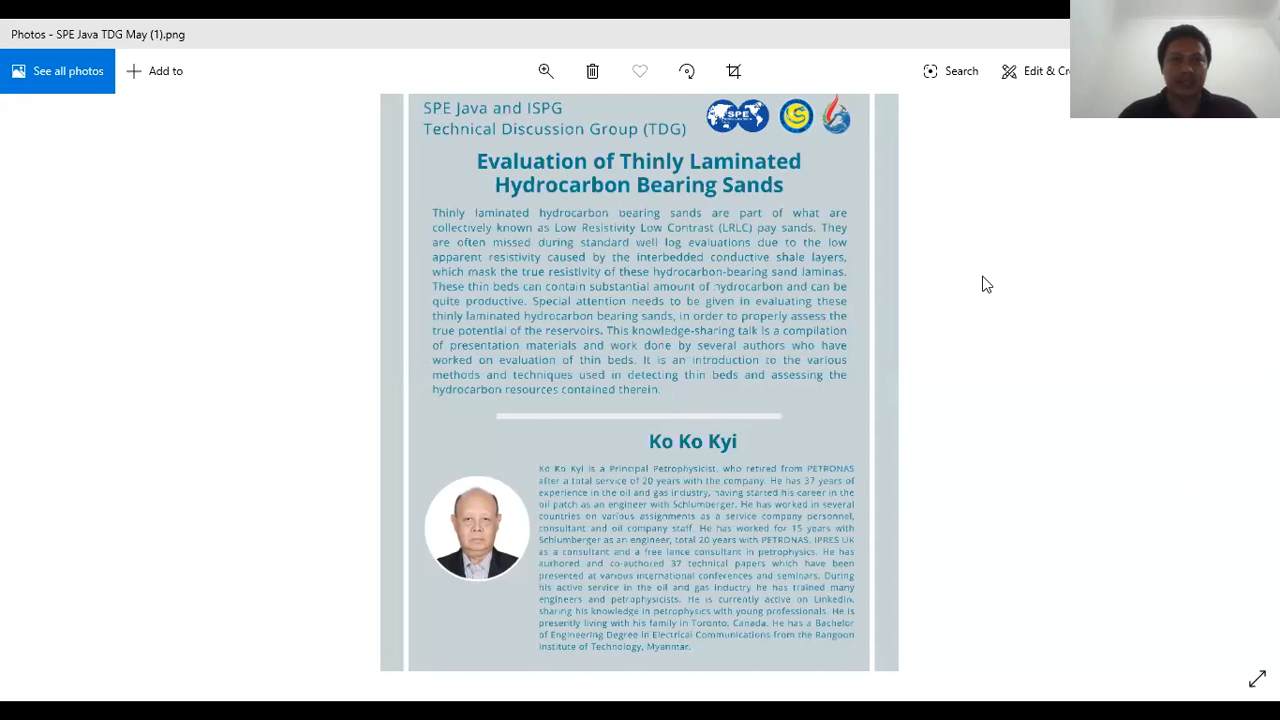 Photos - SPE Java TDG May (1).png
See all photos
Add to
Search
Edit & Cr
SPE Java and ISPG
Technical Discussion Group (TDG)
SPE
Evaluation of Thinly Laminated
Hydrocarbon Bearing Sands
Thinly laminated hydrocarbon bearing sands are part of what are
collectively known as Low Resistivity Low Contrast (LRLC) pay sands. They
are often missed during standard well log evaluations due to the low
apparent resistivity caused by the interbedded conductive shale layers,
which mask the true resistivity of these hydrocarbon-bearing sand laminas.
These thin beds can contain substantial amount of hydrocarbon and can be
quite productive. Special attention needs to be given in evaluating these
thinly laminated hydrocarbon bearing sands, in order to properly assess the
true potential of the reservoirs. This knowledge-sharing talk is a compilation
of presentation materials and work done by several authors who have
worked on evaluation of thin beds. It is an introduction to the various
methods and techniques used in detecting thin beds and assessing the
hydrocarbon resources contained therein.
Ko Ko Kyi
Ko Ko Kyi is a Principal Petrophysicist, who retired from PETRONAS
after a total service of 20 years with the company. He has 37 years of
experience in the oil and gas industry, having started his career in the
oil patch as an engineer with Schlumberger. He has worked in several
countries on various assignments as a service company personnel,
consultant and oil company staff. He has worked for 15 years with
Schlumberger as an engineer, total 20 years with PETRONAS, IPRES UK
as a consultant and a free lance consultant in petrophysics. He has
authored and co-authored 37 technical papers which have been
presented at various international conferences and seminars. During
his active service in the oil and gas industry he has trained many
engineers and petrophysicists. He is currently active on LinkedIn,
sharing his knowledge in petrophysics with young professionals. He is
presently living with his family in Toronto, Canada. He has a Bachelor
of Engineering Degree in Electrical Communications from the Rangoon
Institute of Technology, Myanmar.